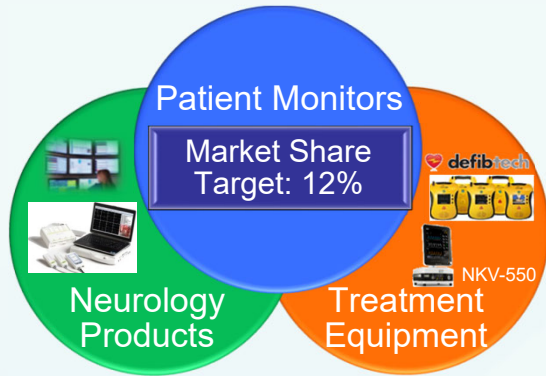 Patient Monitors
Market Share
Target: 12%
defibtech
NKV-550
Neurology
Products
Treatment
Equipment